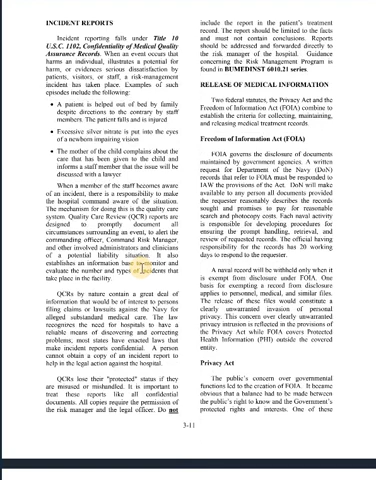 INCIDENT REPORTS
Incident reporting falls under Title 10
U.S.C. 1102, Confidentiality of Medical Quality
Assurance Records. When an event occurs that
harms an individual, illustrates a potential for
harm, or evidences serious dissatisfaction by
patients, visitors, or staff, a risk-management
incident has taken place. Examples of such
episodes include the following:
• A patient is helped out of bed by family
despite directions to the contrary by staff
members. The patient falls and is injured
• Excessive silver nitrate is put into the eyes
of a newborn impairing vision
• The mother of the child complains about the
care that has been given to the child and
informs a staff member that the issue will be
discussed with a lawyer
When a member of the staff becomes aware
of an incident, there is a responsibility to make
the hospital command aware of the situation.
The mechanism for doing this is the quality care
system. Quality Care Review (QCR) reports are
designed to promptly document all
circumstances surrounding an event, to alert the
commanding officer, Command Risk Manager,
and other involved administrators and clinicians
of a potential liability situation. It also
establishes an information base to monitor and
evaluate the number and types of incidents that
take place in the facility.
QCRs by nature contain a great deal of
information that would be of interest to persons
filing claims or lawsuits against the Navy for
alleged substandard medical care. The law
recognizes the need for hospitals to have a
reliable means of discovering and correcting
problems; most states have enacted laws that
make incident reports confidential. A person
cannot obtain a copy of an incident report to
help in the legal action against the hospital.
QCRs lose their "protected" status if they
are misused or mishandled. It is important to
treat these reports like all confidential
documents. All copies require the permission of
the risk manager and the legal officer. Do not
include the report in the patient's treatment
record. The report should be limited to the facts
and must not contain conclusions. Reports
should be addressed and forwarded directly to
the risk manager of the hospital. Guidance
concerning the Risk Management Program is
found in BUMEDINST 6010.21 series.
RELEASE OF MEDICAL INFORMATION
Two federal statutes, the Privacy Act and the
Freedom of Information Act (FOIA) combine to
establish the criteria for collecting, maintaining,
and releasing medical treatment records.
Freedom of Information Act (FOIA)
FOIA governs the disclosure of documents
maintained by government agencies. A written
request for Department of the Navy (DoN)
records that refer to FOIA must be responded to
IAW the provisions of the Act. DoN will make
available to any person all documents provided
the requester reasonably describes the records
sought and promises to pay for reasonable
search and photocopy costs. Each naval activity
is responsible for developing procedures for
ensuring the prompt handling, retrieval, and
review of requested records. The official having
responsibility for the records has 20 working
days to respond to the requester.
A naval record will be withheld only when it
is exempt from disclosure under FOIA. One
basis for exempting a record from disclosure
applies to personnel, medical, and similar files.
The release of these files would constitute a
clearly unwarranted invasion of personal
privacy. This concern over clearly unwarranted
privacy intrusion is reflected in the provisions of
the Privacy Act while FOIA covers Protected
Health Information (PHI) outside the covered
entity.
Privacy Act
The public's concern over governmental
functions led to the creation of FOIA. It became
obvious that a balance had to be made between
the public's right to know and the Government's
protected rights and interests. One of these
3-11